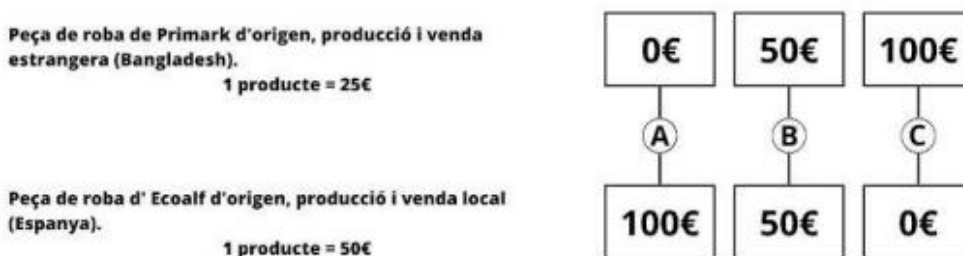 Peça de roba de Primark d'origen, producció i venda
estrangera (Bangladesh).
1 producte = 25€
0€ 50€ 100€
A B C
Peça de roba d' Ecoalf d'origen, producció i venda local
(Espanya).
1 producte = 50€
100€ 50€ 0€